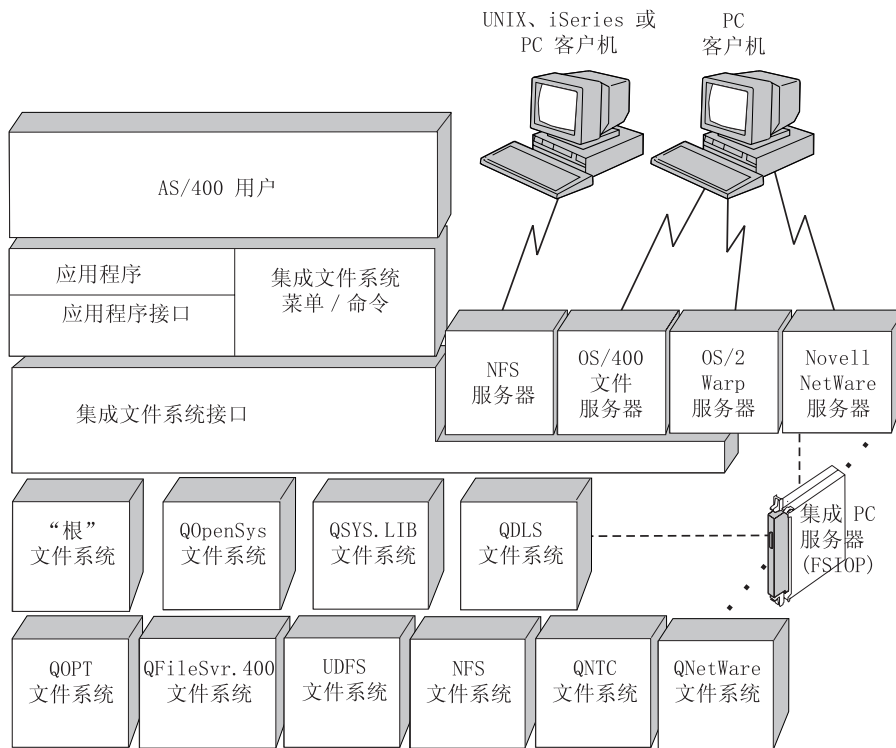 UNIX、iSeries 或
PC 客户机
PC
客户机
AS/400 用户
应用程序
应用程序接口
集成文件系统
菜单 / 命令
NFS
服务器
OS/400
文件
服务器
OS/2
Warp
服务器
Novell
NetWare
服务器
集成文件系统接口
“根”
文件系统
QOpenSys
文件系统
QSYS.LIB
文件系统
QDLS
文件系统
集成 PC
服务器
(FSIOP)
QOPT
文件系统
QFileSvr.400
文件系统
UDFS
文件系统
NFS
文件系统
QNTC
文件系统
QNetWare
文件系统